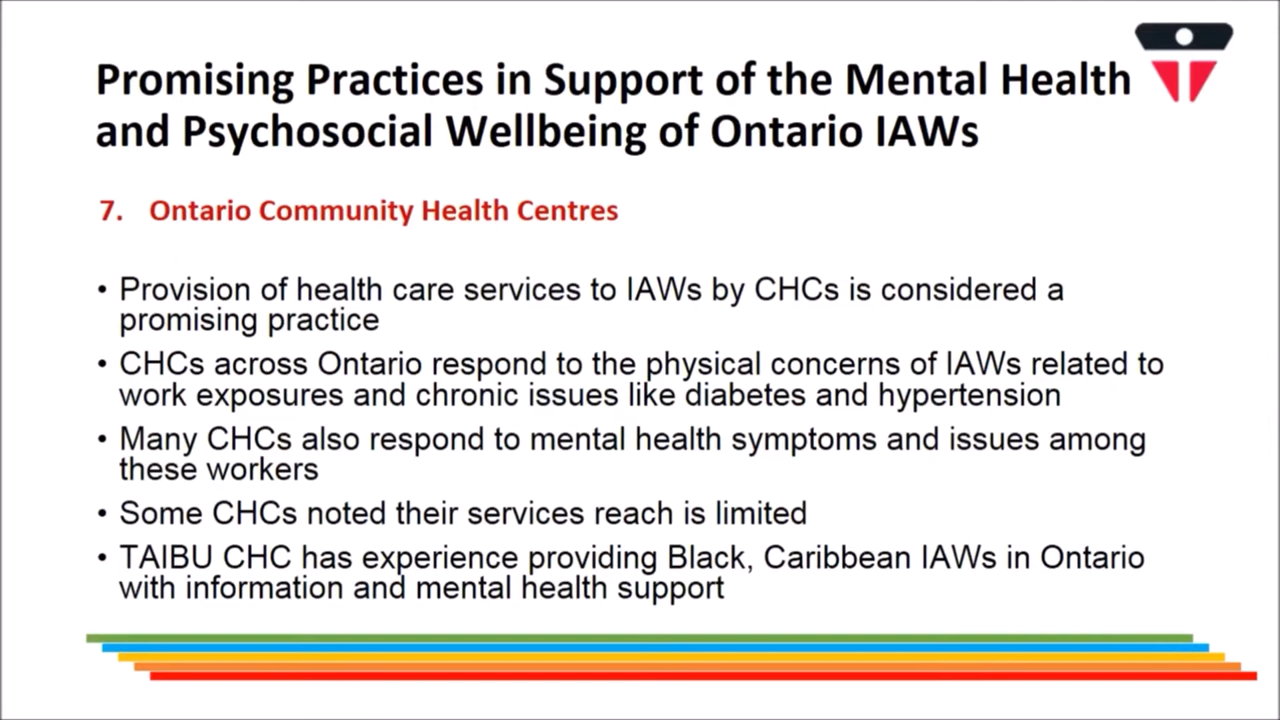 Promising Practices in Support of the Mental Health
and Psychosocial Wellbeing of Ontario IAWs
7. Ontario Community Health Centres
• Provision of health care services to IAWs by CHCs is considered a
promising practice
• CHCs across Ontario respond to the physical concerns of IAWs related to
work exposures and chronic issues like diabetes and hypertension
• Many CHCs also respond to mental health symptoms and issues among
these workers
• Some CHCs noted their services reach is limited
• TAIBU CHC has experience providing Black, Caribbean IAWs in Ontario
with information and mental health support